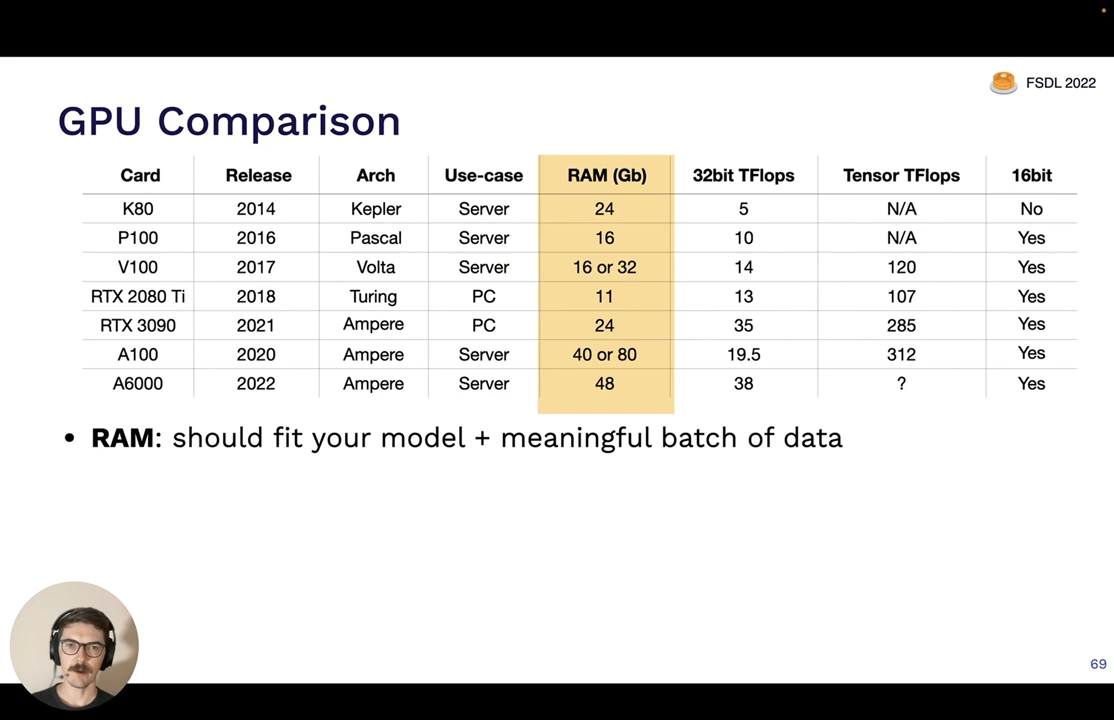 FSDL 2022
GPU Comparison
Card Release Arch Use-case RAM (Gb) 32bit TFlops Tensor TFlops 16bit
K80 2014 Kepler Server 24 5 N/A No
P100 2016 Pascal Server 16 10 N/A Yes
V100 2017 Volta Server 16 or 32 14 120 Yes
RTX 2080 Ti 2018 Turing PC 11 13 107 Yes
RTX 3090 2021 Ampere PC 24 35 285 Yes
A100 2020 Ampere Server 40 or 80 19.5 312 Yes
A6000 2022 Ampere Server 48 38 ? Yes
• RAM: should fit your model + meaningful batch of data
69